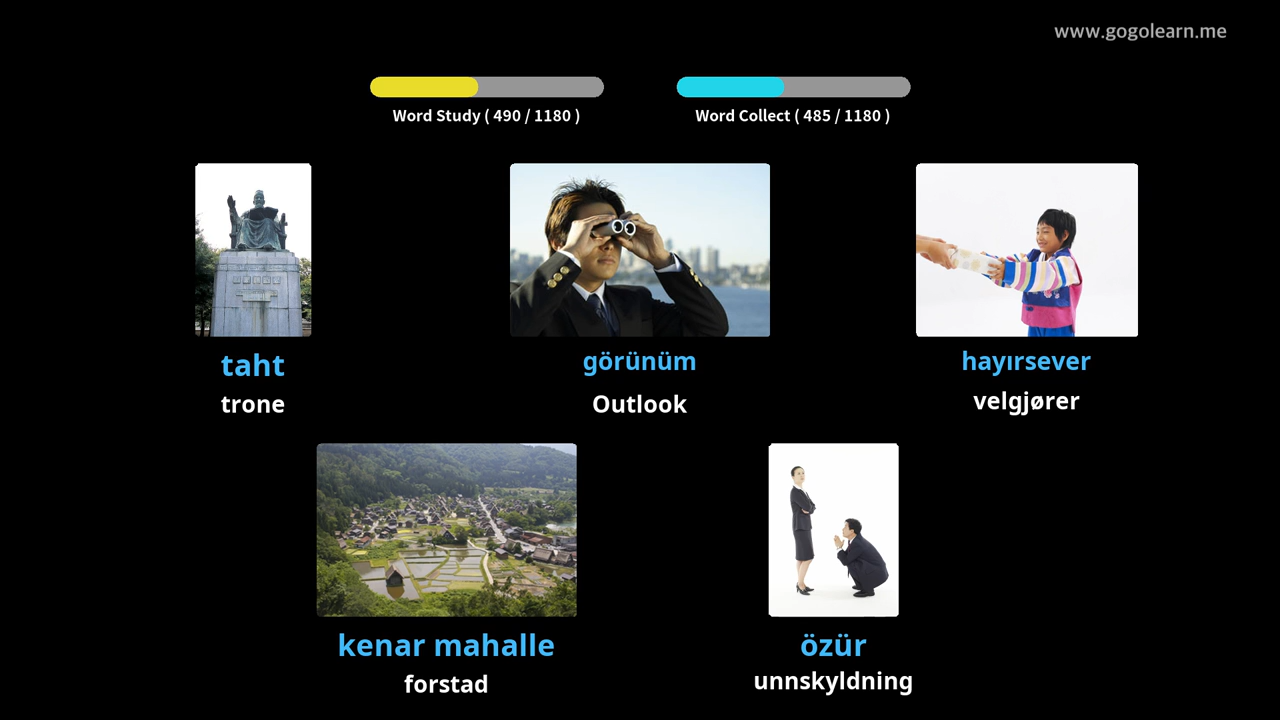 www.gogolearn.me
Word Study ( 490 / 1180 )
Word Collect ( 485 / 1180 )
taht
trone
görünüm
Outlook
hayırsever
velgjører
kenar mahalle
forstad
özür
unnskyldning